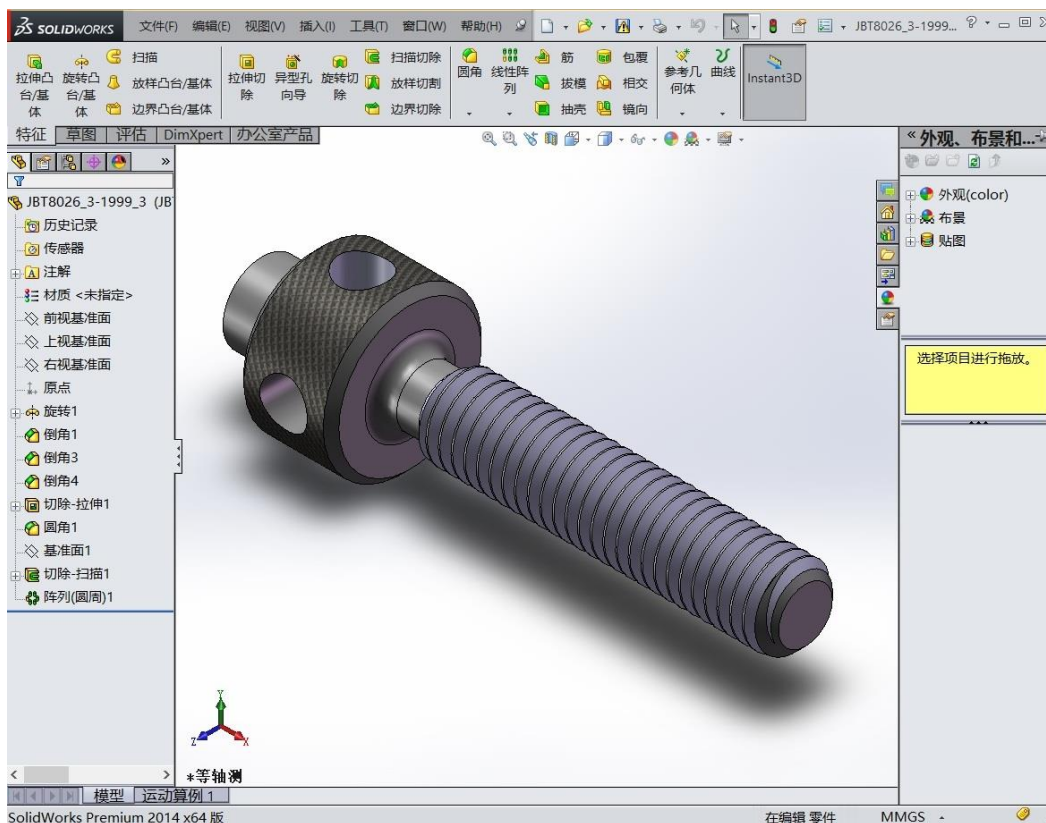 SOLIDWORKS 文件(F) 编辑(E) 视图(V) 插入(I) 工具(T) 窗口(W) 帮助(H) JBT8026_3-1999... ?
拉伸凸台/基体
旋转凸台/基体
扫描
放样凸台/基体
边界凸台/基体
拉伸切除
异型孔向导
旋转切除
扫描切除
放样切割
边界切除
圆角
线性阵列
筋
拔模
抽壳
包覆
相交
镜向
参考几何体
曲线
Instant3D
特征 草图 评估 DimXpert 办公室产品
JBT8026_3-1999_3 (JB
历史记录
传感器
注解
材质 <未指定>
前视基准面
上视基准面
右视基准面
原点
旋转1
倒角1
倒角3
倒角4
切除-拉伸1
圆角1
基准面1
切除-扫描1
阵列(圆周)1
Y
Z X
*等轴测
外观、布景和...
外观(color)
布景
贴图
选择项目进行拖放。
模型 运动算例 1
SolidWorks Premium 2014 x64 版 在编辑 零件 MMGS